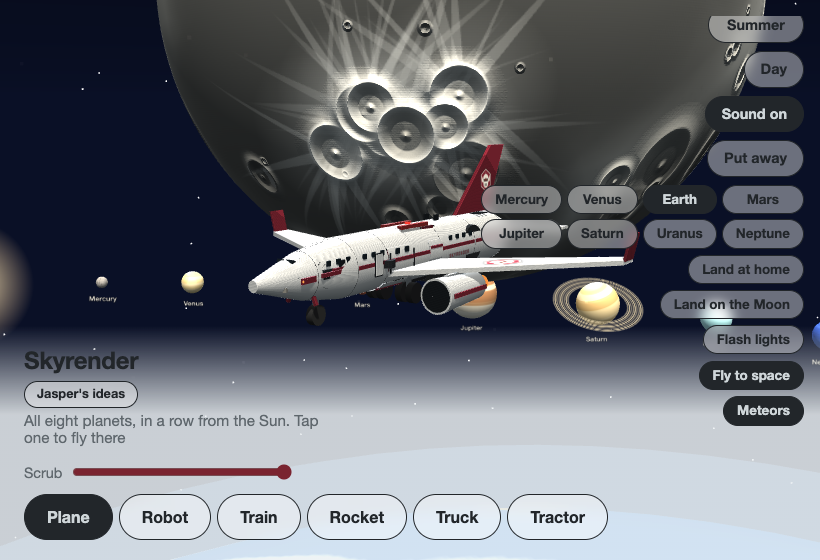 Summer
Day
Sound on
Put away
Mercury Venus Earth Mars
Jupiter Saturn Uranus Neptune
Land at home
Land on the Moon
Flash lights
Fly to space
Meteors
Mercury
Venus
Mars
Jupiter
Saturn
Skyrender
Jasper's ideas
All eight planets, in a row from the Sun. Tap
one to fly there
Scrub
Plane Robot Train Rocket Truck Tractor